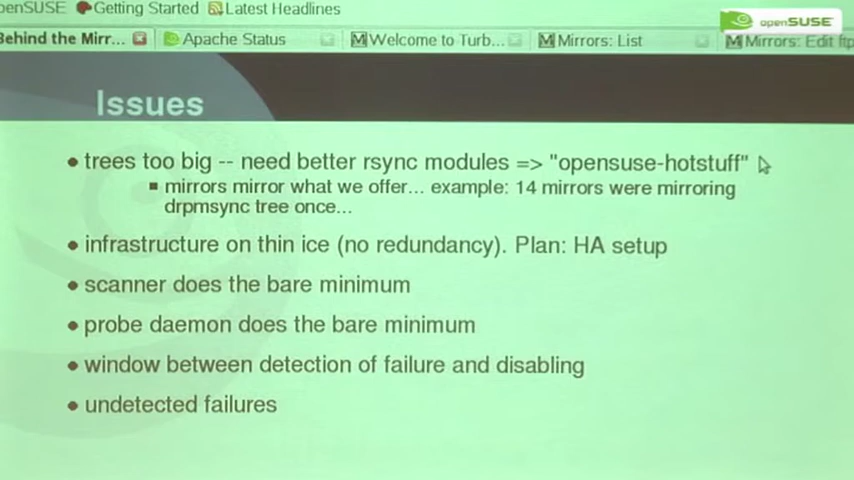 enSUSE Getting Started Latest Headlines
openSUSE
Behind the Mirr... Apache Status Welcome to Turb... Mirrors: List Mirrors: Edit ftp
Issues
• trees too big -- need better rsync modules => "opensuse-hotstuff"
▪ mirrors mirror what we offer... example: 14 mirrors were mirroring
drpmsync tree once...
• infrastructure on thin ice (no redundancy). Plan: HA setup
• scanner does the bare minimum
• probe daemon does the bare minimum
• window between detection of failure and disabling
• undetected failures